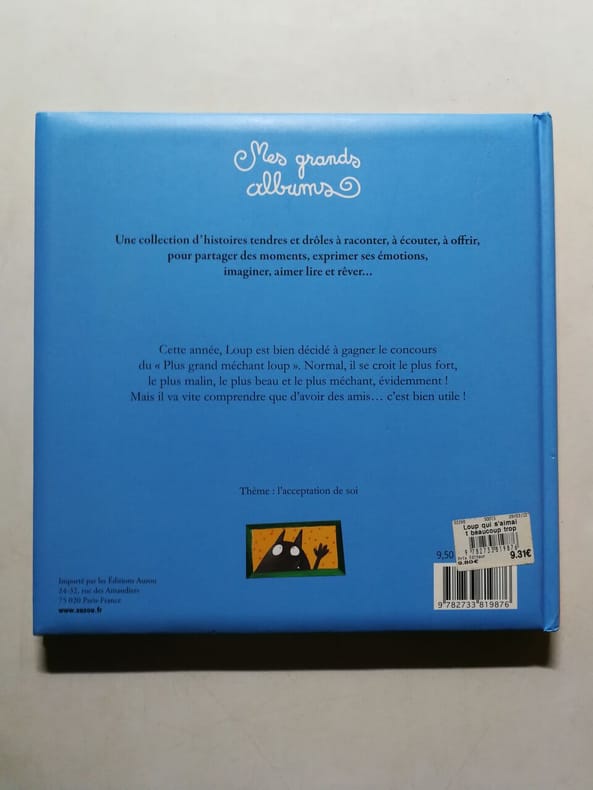 Mes grands
albums
Une collection d'histoires tendres et drôles à raconter, à écouter, à offrir,
pour partager des moments, exprimer ses émotions,
imaginer, aimer lire et rêver...
Cette année, Loup est bien décidé à gagner le concours
du « Plus grand méchant loup ». Normal, il se croit le plus fort,
le plus malin, le plus beau et le plus méchant, évidemment !
Mais il va vite comprendre que d'avoir des amis... c'est bien utile !
Thème : l'acceptation de soi
Importé par les Éditions Auzou
24-32, rue des Amandiers
75 020 Paris-France
www.auzou.fr
9,50
Loup qui s'aimai
t beaucoup trop
9 782733 819876
Prix Editeur
9.80€
9.31€
9 782733 819876